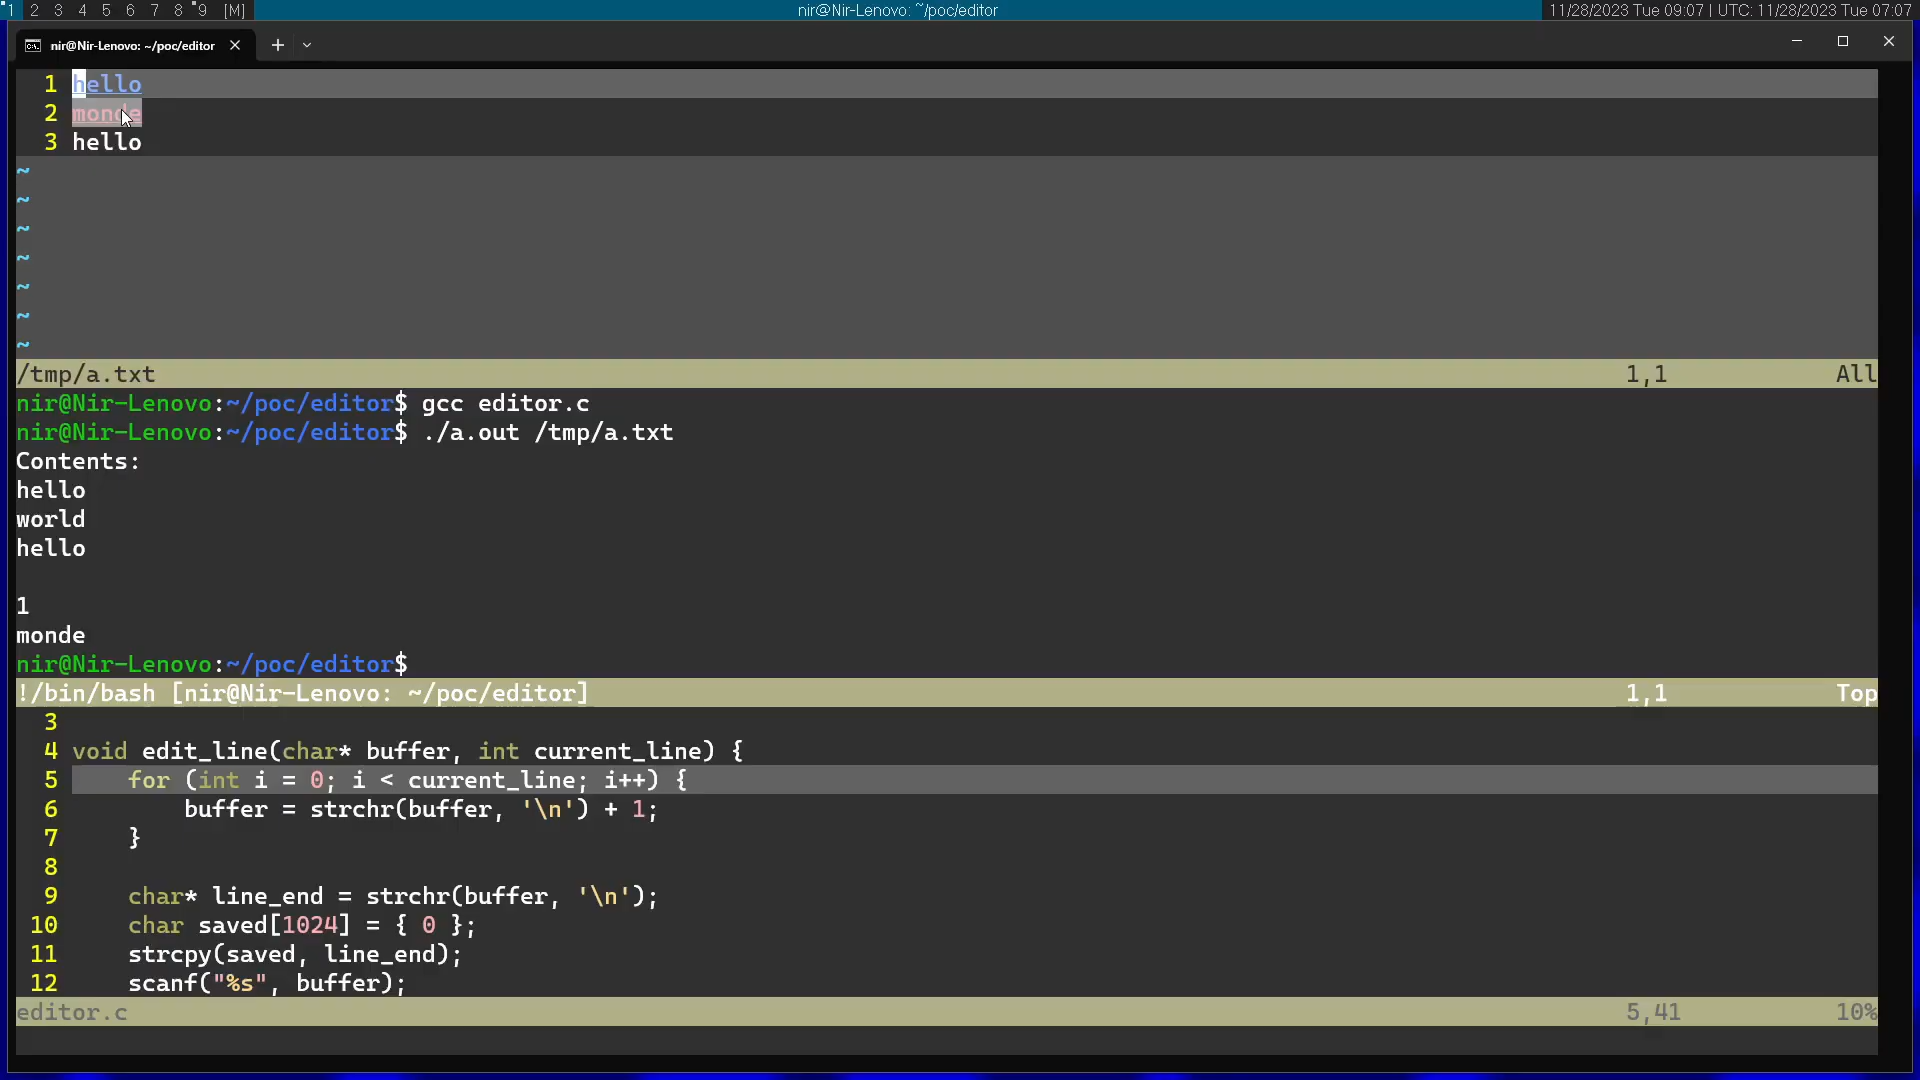 1 2 3 4 5 6 7 8 9 [M] nir@Nir-Lenovo: ~/poc/editor 11/28/2023 Tue 09:07 | UTC: 11/28/2023 Tue 07:07
nir@Nir-Lenovo: ~/poc/editor
1 hello
2 monde
3 hello
~
~
~
~
~
~
~
/tmp/a.txt 1,1 All
nir@Nir-Lenovo:~/poc/editor$ gcc editor.c
nir@Nir-Lenovo:~/poc/editor$ ./a.out /tmp/a.txt
Contents:
hello
world
hello
1
monde
nir@Nir-Lenovo:~/poc/editor$
!/bin/bash [nir@Nir-Lenovo: ~/poc/editor] 1,1 Top
3
4 void edit_line(char* buffer, int current_line) {
5 for (int i = 0; i < current_line; i++) {
6 buffer = strchr(buffer, '\n') + 1;
7 }
8
9 char* line_end = strchr(buffer, '\n');
10 char saved[1024] = { 0 };
11 strcpy(saved, line_end);
12 scanf("%s", buffer);
editor.c 5,41 10%